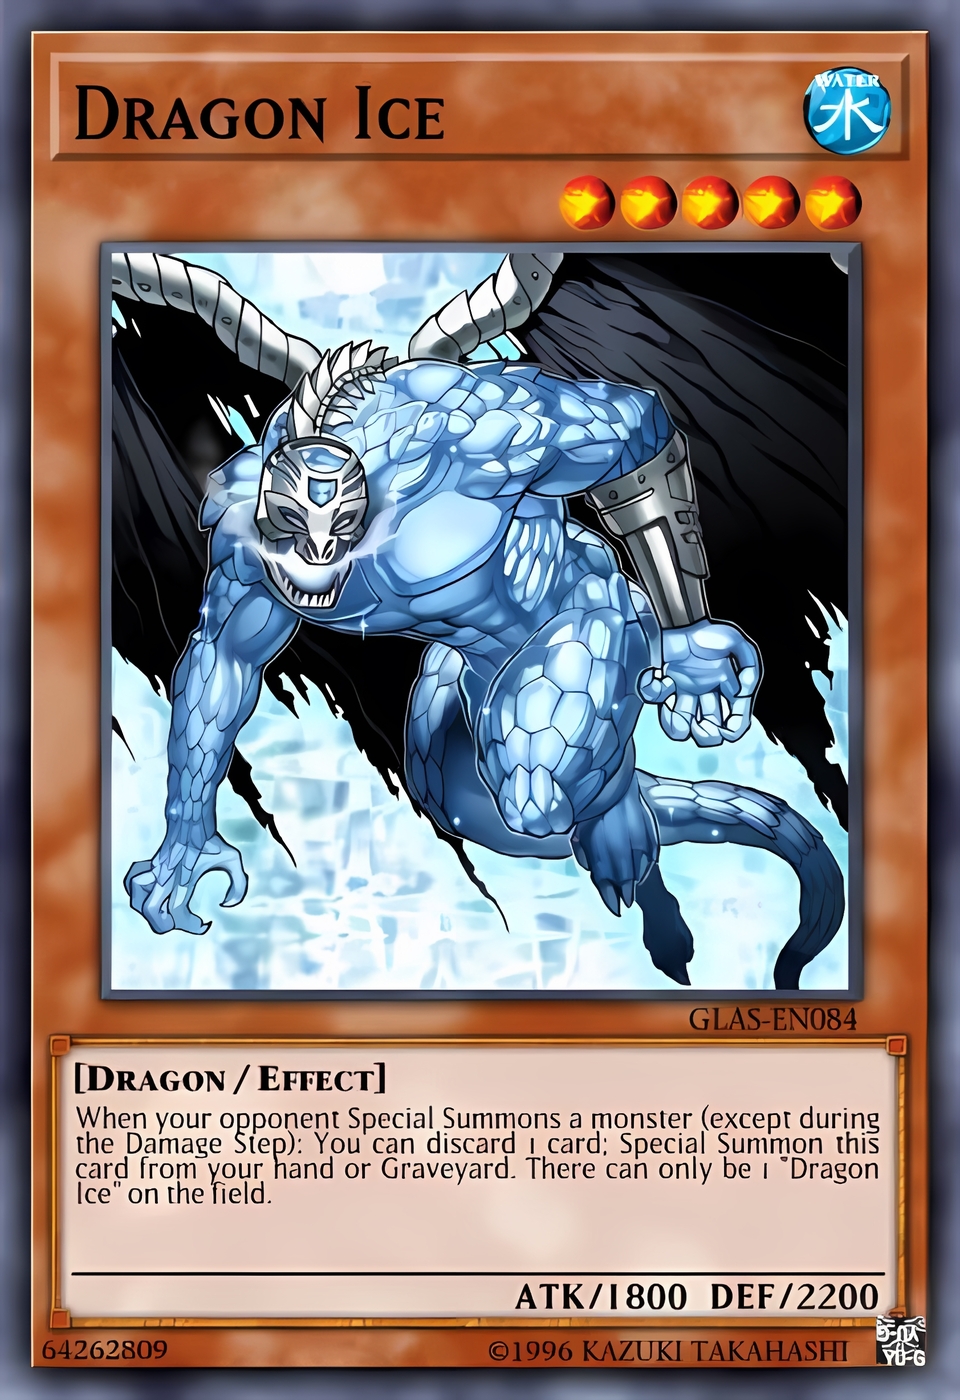 Dragon Ice
WATER
水
GLAS-EN084
[Dragon / Effect]
When your opponent Special Summons a monster (except during
the Damage Step): You can discard 1 card; Special Summon this
card from your hand or Graveyard. There can only be 1 "Dragon
Ice" on the field.
ATK/1800 DEF/2200
64262809
©1996 KAZUKI TAKAHASHI